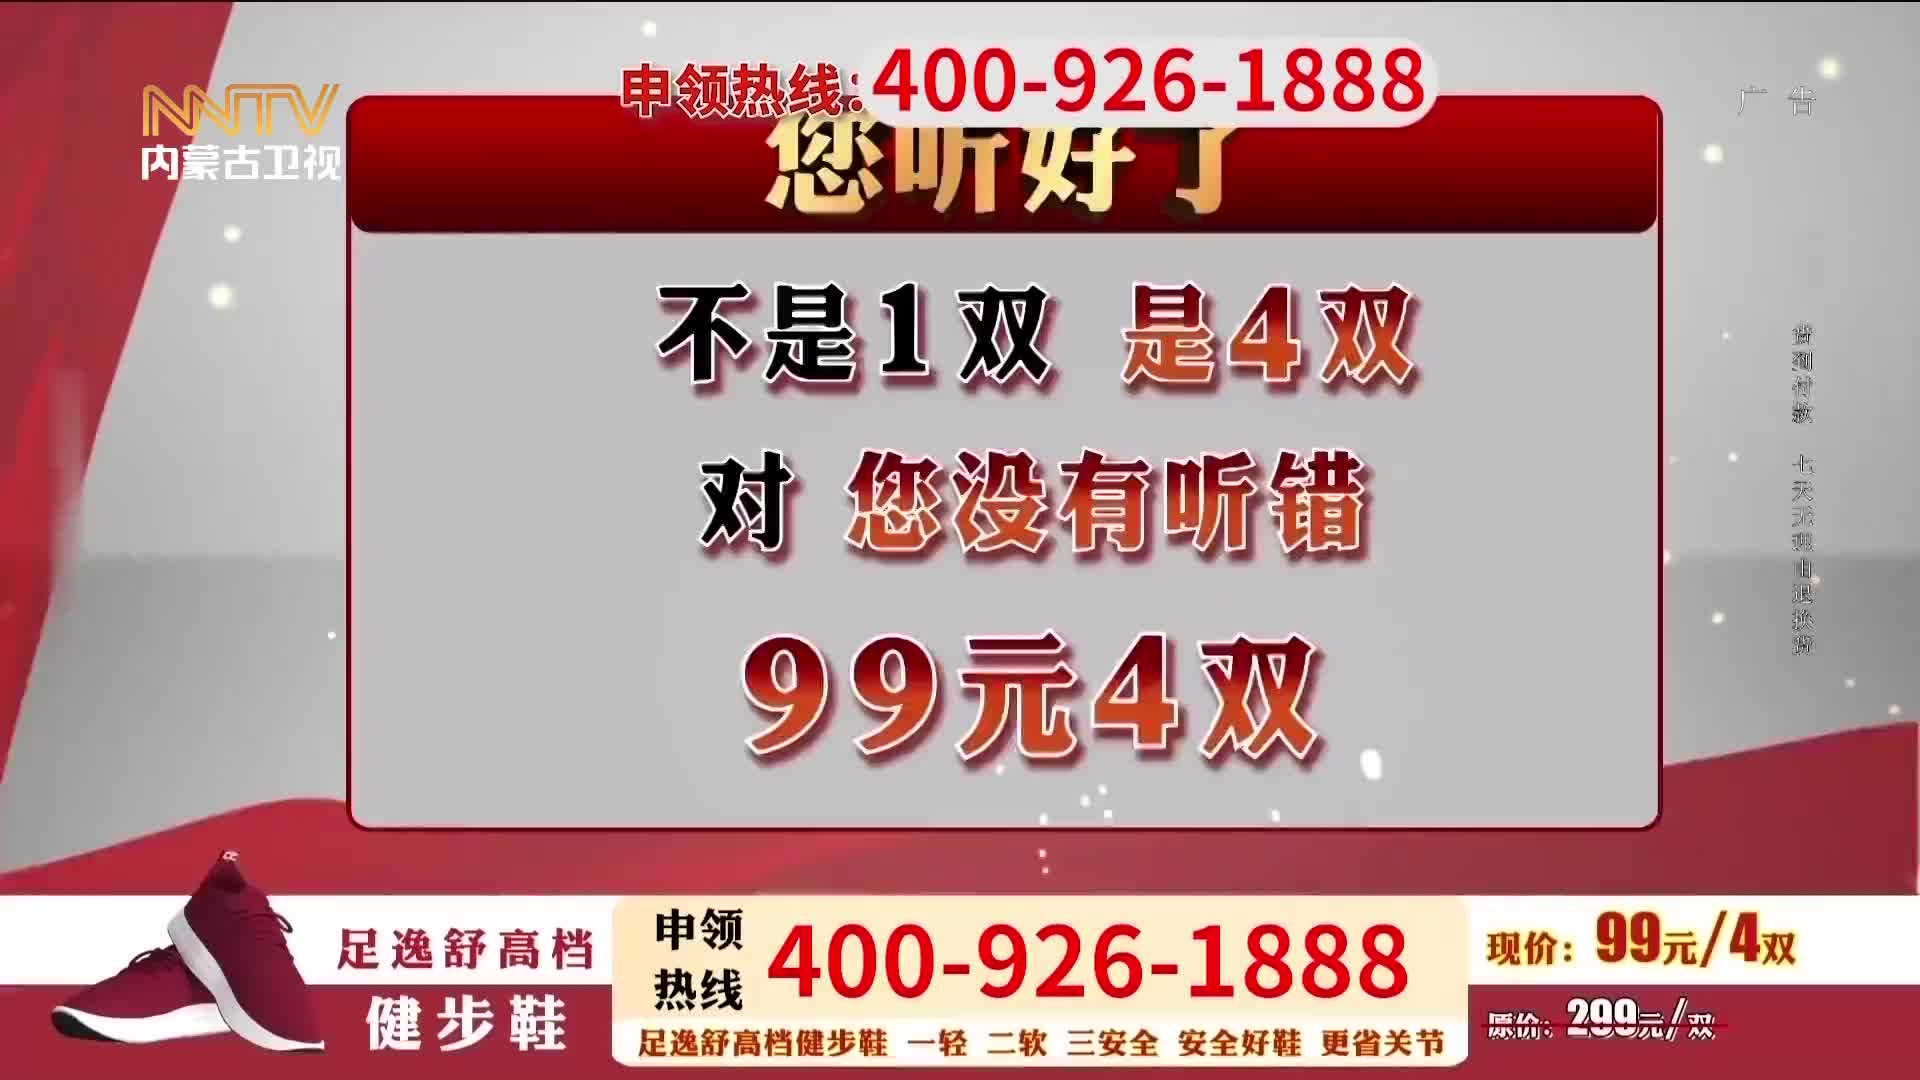 申领热线：400-926-1888
NNTV
内蒙古卫视
广告
您听好了
不是1双 是4双
对 您没有听错
99元4双
货到付款 七天无理由退换货
足逸舒高档
健步鞋
申领热线 400-926-1888
足逸舒高档健步鞋 一轻 二软 三安全 安全好鞋 更省关节
现价：99元/4双
原价：299元/双